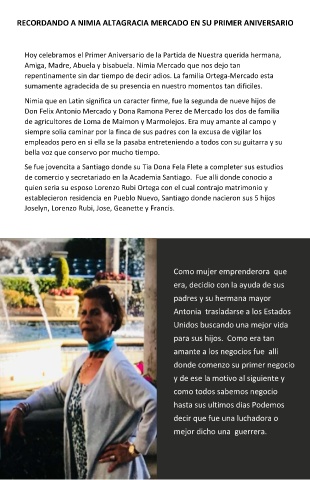 RECORDANDO A NIMIA ALTAGRACIA MERCADO EN SU PRIMER ANIVERSARIO
Hoy celebramos el Primer Aniversario de la Partida de Nuestra querida hermana,
Amiga, Madre, Abuela y bisabuela. Nimia Mercado que nos dejo tan
repentinamente sin dar tiempo de decir adios. La familia Ortega-Mercado esta
sumamente agradecida de su presencia en nuestro momentos tan dificiles.
Nimia que en Latin significa un caracter firme, fue la segunda de nueve hijos de
Don Felix Antonio Mercado y Dona Ramona Perez de Mercado los dos de familia
de agricultores de Loma de Maimon y Mamolejos. Era muy amante al campo y
siempre solia caminar por la finca de sus padres con la excusa de vigilar los
empleados pero en si ella se la pasaba entreteniendo a todos con su guitarra y su
bella voz que conservo por mucho tiempo.
Se fue jovencita a Santiago donde su Tia Dona Fela Flete a completer sus estudios
de comercio y secretariado en la Academia Santiago. Fue alli donde conocio a
quien seria su esposo Lorenzo Rubi Ortega con el cual contrajo matrimonio y
establecieron residencia en Pueblo Nuevo, Santiago donde nacieron sus 5 hijos
Joselyn, Lorenzo Rubi, Jose, Geanette y Francis.
Como mujer emprenderora que
era, decidio con la ayuda de sus
padres y su hermana mayor
Antonia trasladarse a los Estados
Unidos buscando una mejor vida
para sus hijos. Como era tan
amante a los negocios fue alli
donde comenzo su primer negocio
y de ese la motivo al siguiente y
como todos sabemos negocio
hasta sus ultimos dias Podemos
decir que fue una luchadora o
mejor dicho una guerrera.